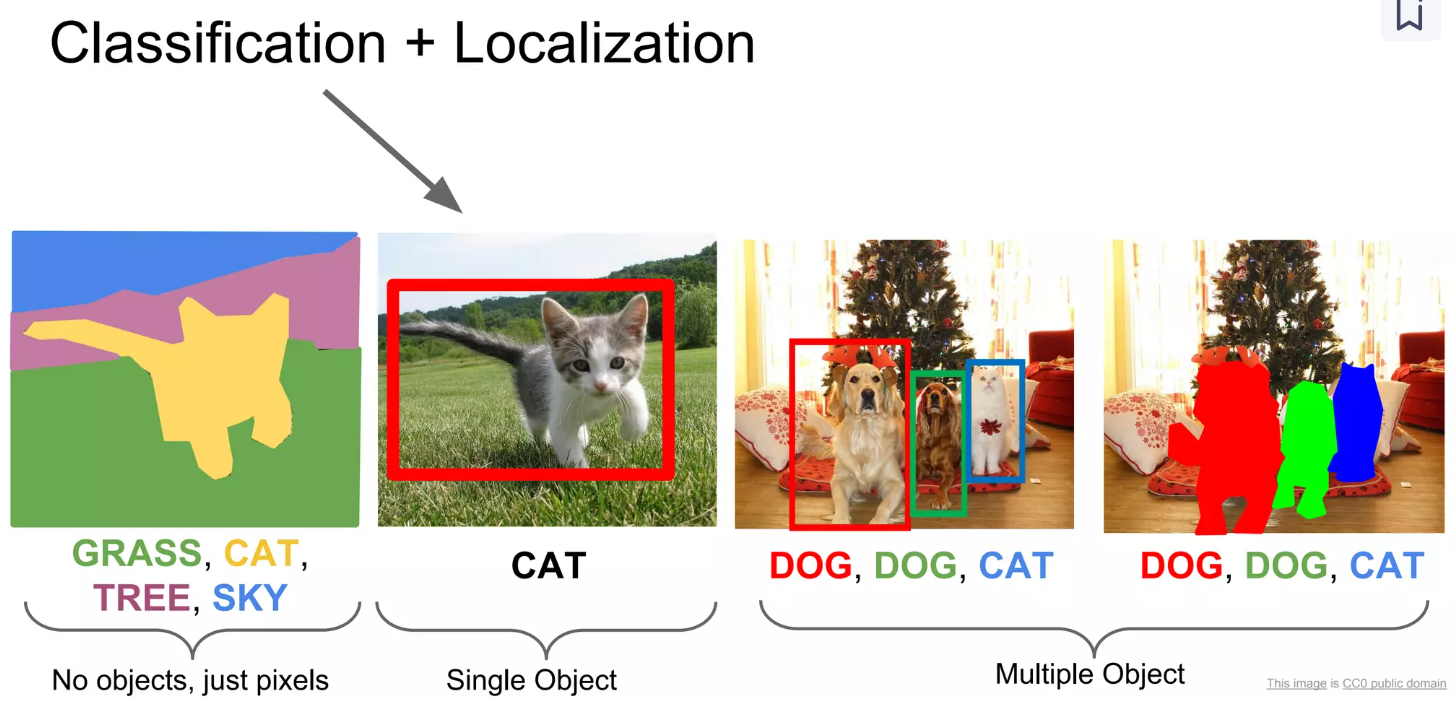 Classification + Localization
GRASS, CAT,
TREE, SKY
CAT
DOG, DOG, CAT
DOG, DOG, CAT
No objects, just pixels
Single Object
Multiple Object
This image is CC0 public domain